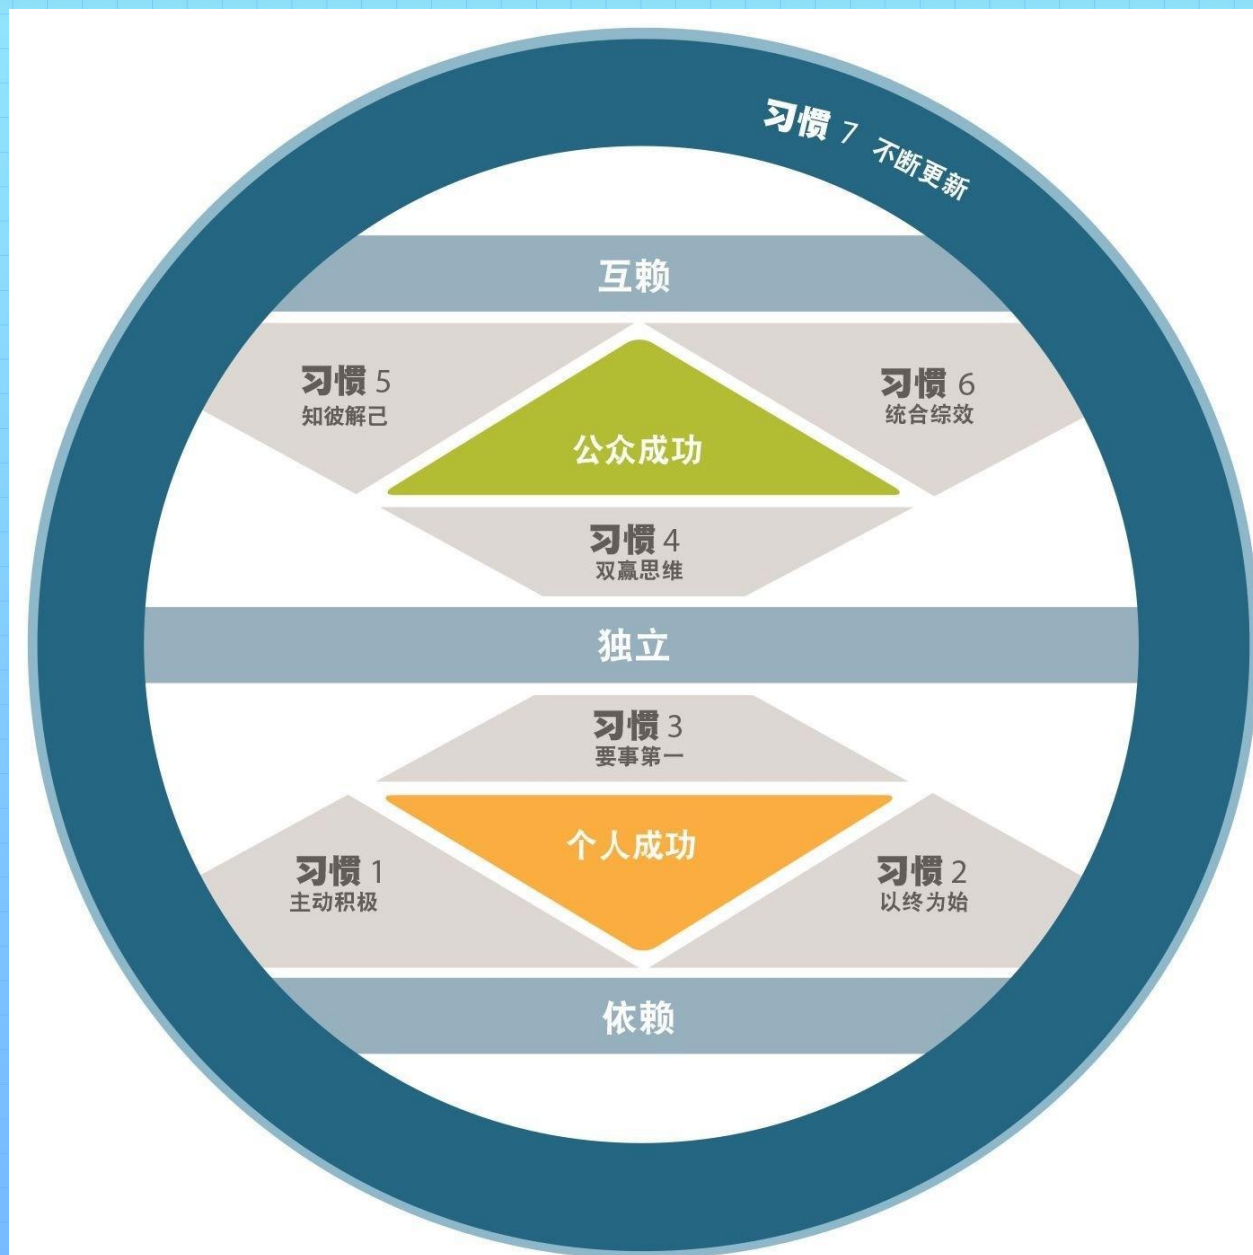 习惯 7 不断更新
互赖
习惯 5
知彼解己
习惯 6
统合综效
公众成功
习惯 4
双赢思维
独立
习惯 3
要事第一
个人成功
习惯 1
主动积极
习惯 2
以终为始
依赖